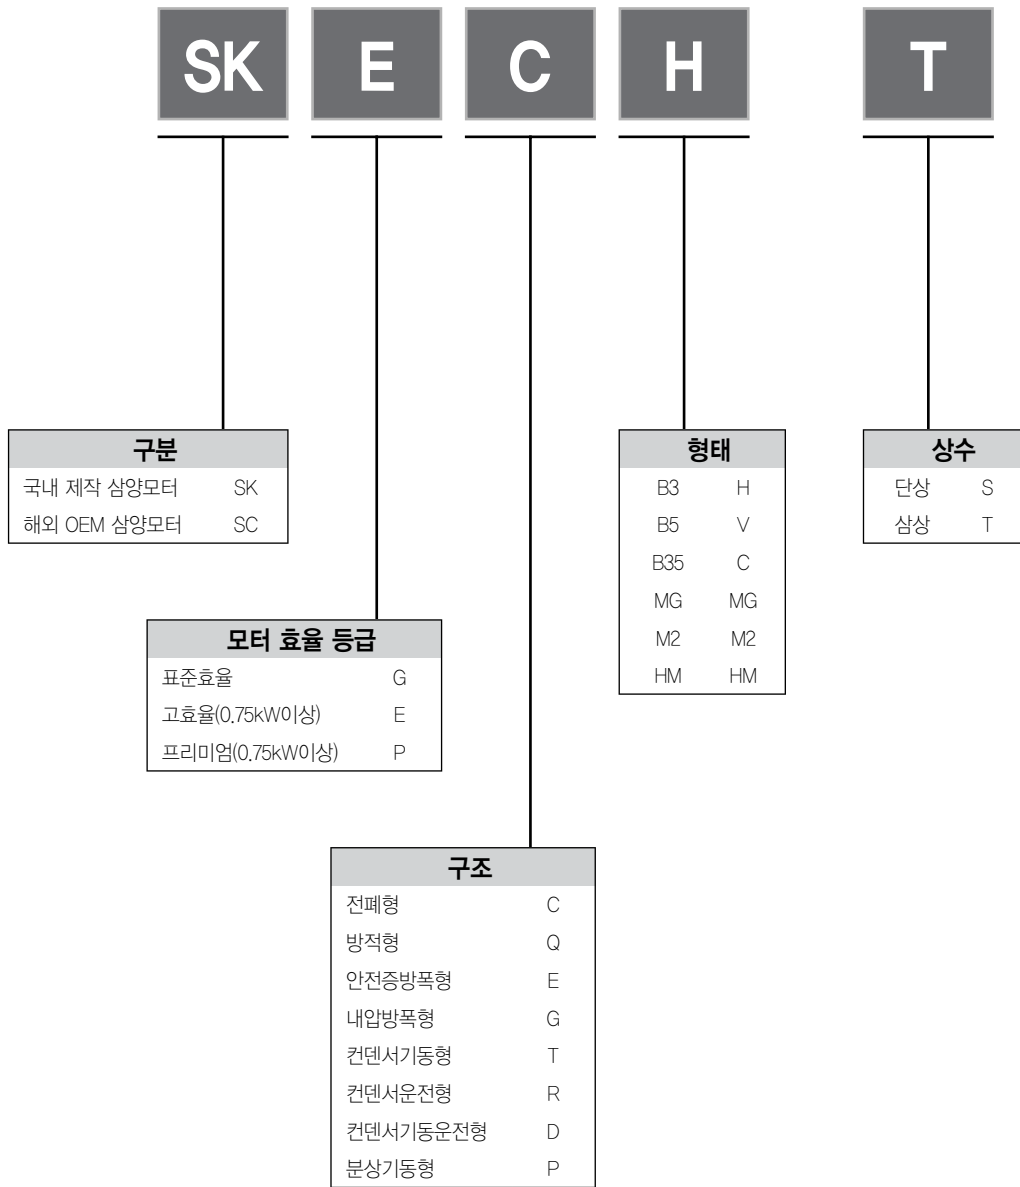 SK E C H T
구분
국내 제작 삼양모터 SK
해외 OEM 삼양모터 SC
형태
B3 H
B5 V
B35 C
MG MG
M2 M2
HM HM
상수
단상 S
삼상 T
모터 효율 등급
표준효율 G
고효율(0.75kW이상) E
프리미엄(0.75kW이상) P
구조
전폐형 C
방적형 Q
안전증방폭형 E
내압방폭형 G
컨덴서기동형 T
컨덴서운전형 R
컨덴서기동운전형 D
분상기동형 P